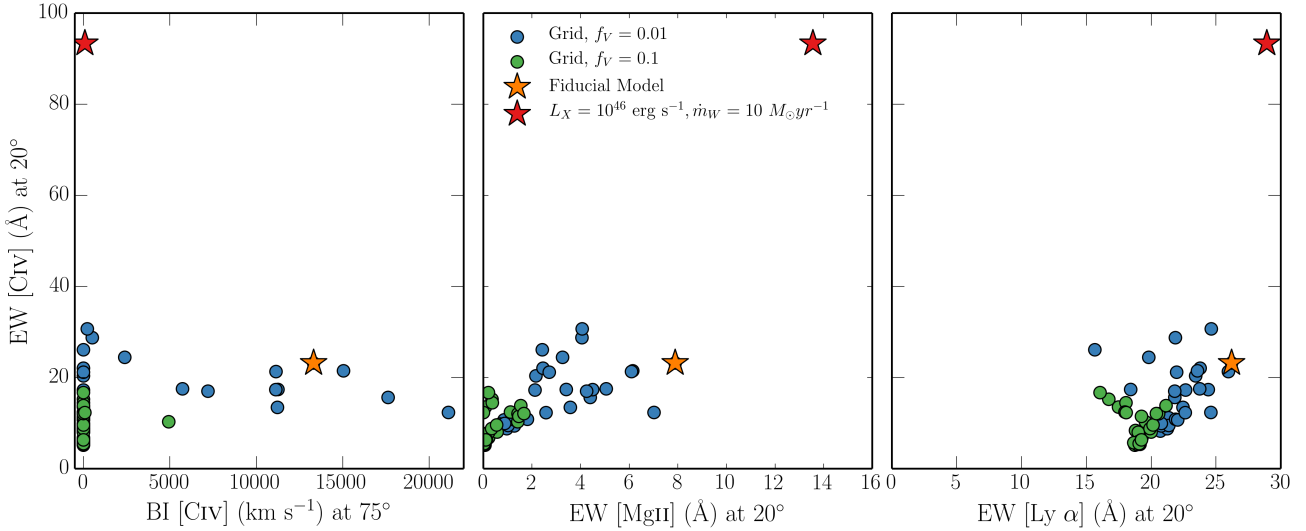 EW [CIV] (Å) at 20°
100
80
60
40
20
0
0 5000 10000 15000 20000
BI [CIV] (km s⁻¹) at 75°
Grid, f_V = 0.01
Grid, f_V = 0.1
Fiducial Model
L_X = 10⁴⁶ erg s⁻¹, ṁ_W = 10 M_⊙yr⁻¹
0 2 4 6 8 10 12 14 16
EW [MgII] (Å) at 20°
0 5 10 15 20 25 30
EW [Ly α] (Å) at 20°